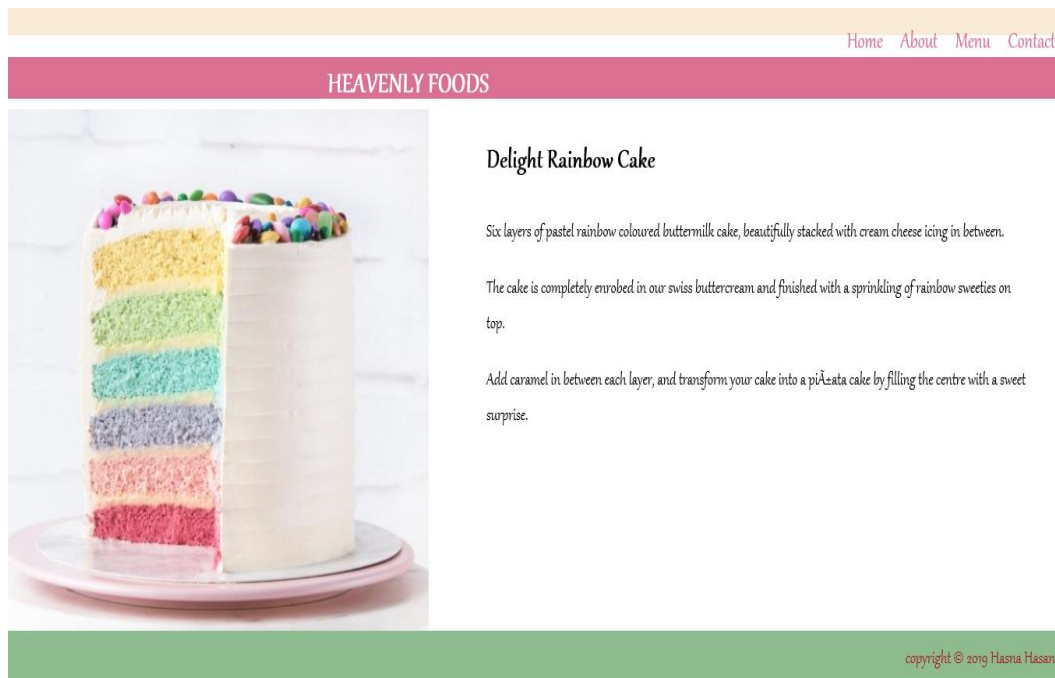 Home About Menu Contact
HEAVENLY FOODS
Delight Rainbow Cake
Six layers of pastel rainbow coloured buttermilk cake, beautifully stacked with cream cheese icing in between.
The cake is completely enrobed in our swiss buttercream and finished with a sprinkling of rainbow sweeties on
top.
Add caramel in between each layer, and transform your cake into a piÃ±ata cake by filling the centre with a sweet
surprise.
copyright © 2019 Hasna Hasan